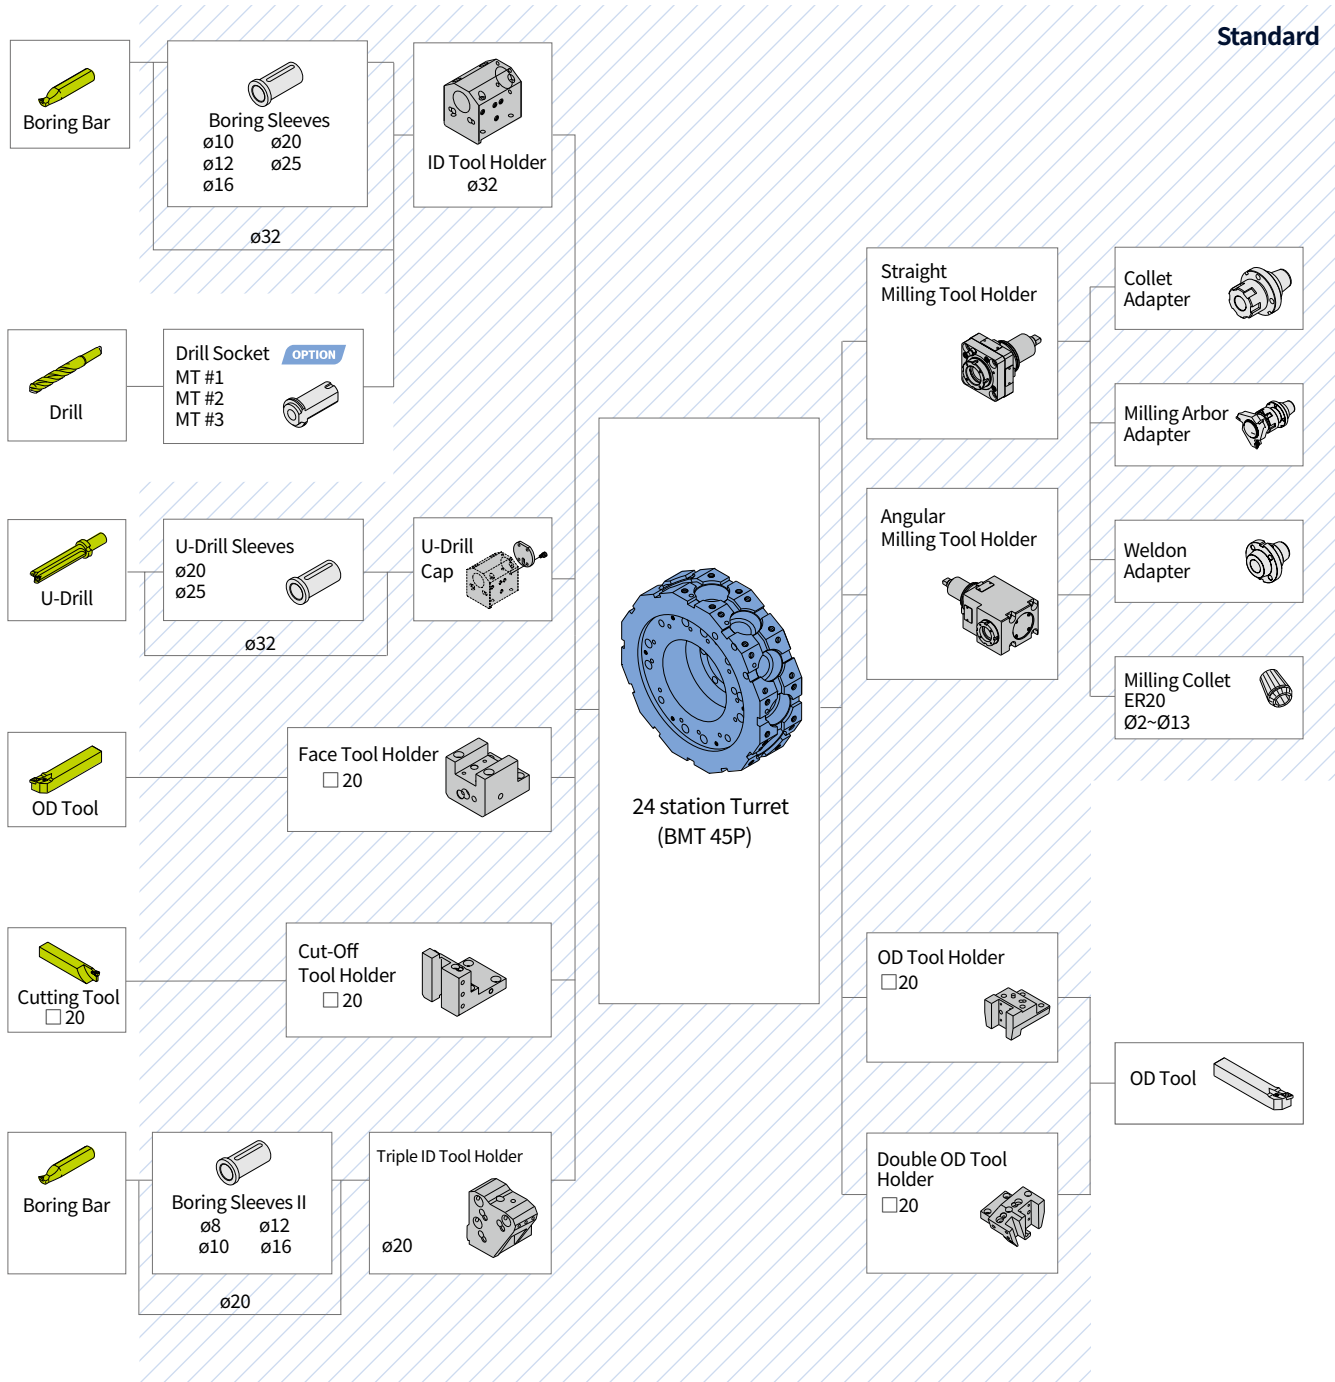 Standard
Boring Bar
Boring Sleeves
ø10 ø20
ø12 ø25
ø16
ø32
ID Tool Holder
ø32
Drill
Drill Socket OPTION
MT #1
MT #2
MT #3
U-Drill
U-Drill Sleeves
ø20
ø25
ø32
U-Drill
Cap
OD Tool
Face Tool Holder
□ 20
Cutting Tool
□ 20
Cut-Off
Tool Holder
□ 20
Boring Bar
Boring Sleeves II
ø8 ø12
ø10 ø16
ø20
Triple ID Tool Holder
ø20
24 station Turret
(BMT 45P)
Straight
Milling Tool Holder
Angular
Milling Tool Holder
Collet
Adapter
Milling Arbor
Adapter
Weldon
Adapter
Milling Collet
ER20
Ø2~Ø13
OD Tool Holder
□20
Double OD Tool
Holder
□20
OD Tool